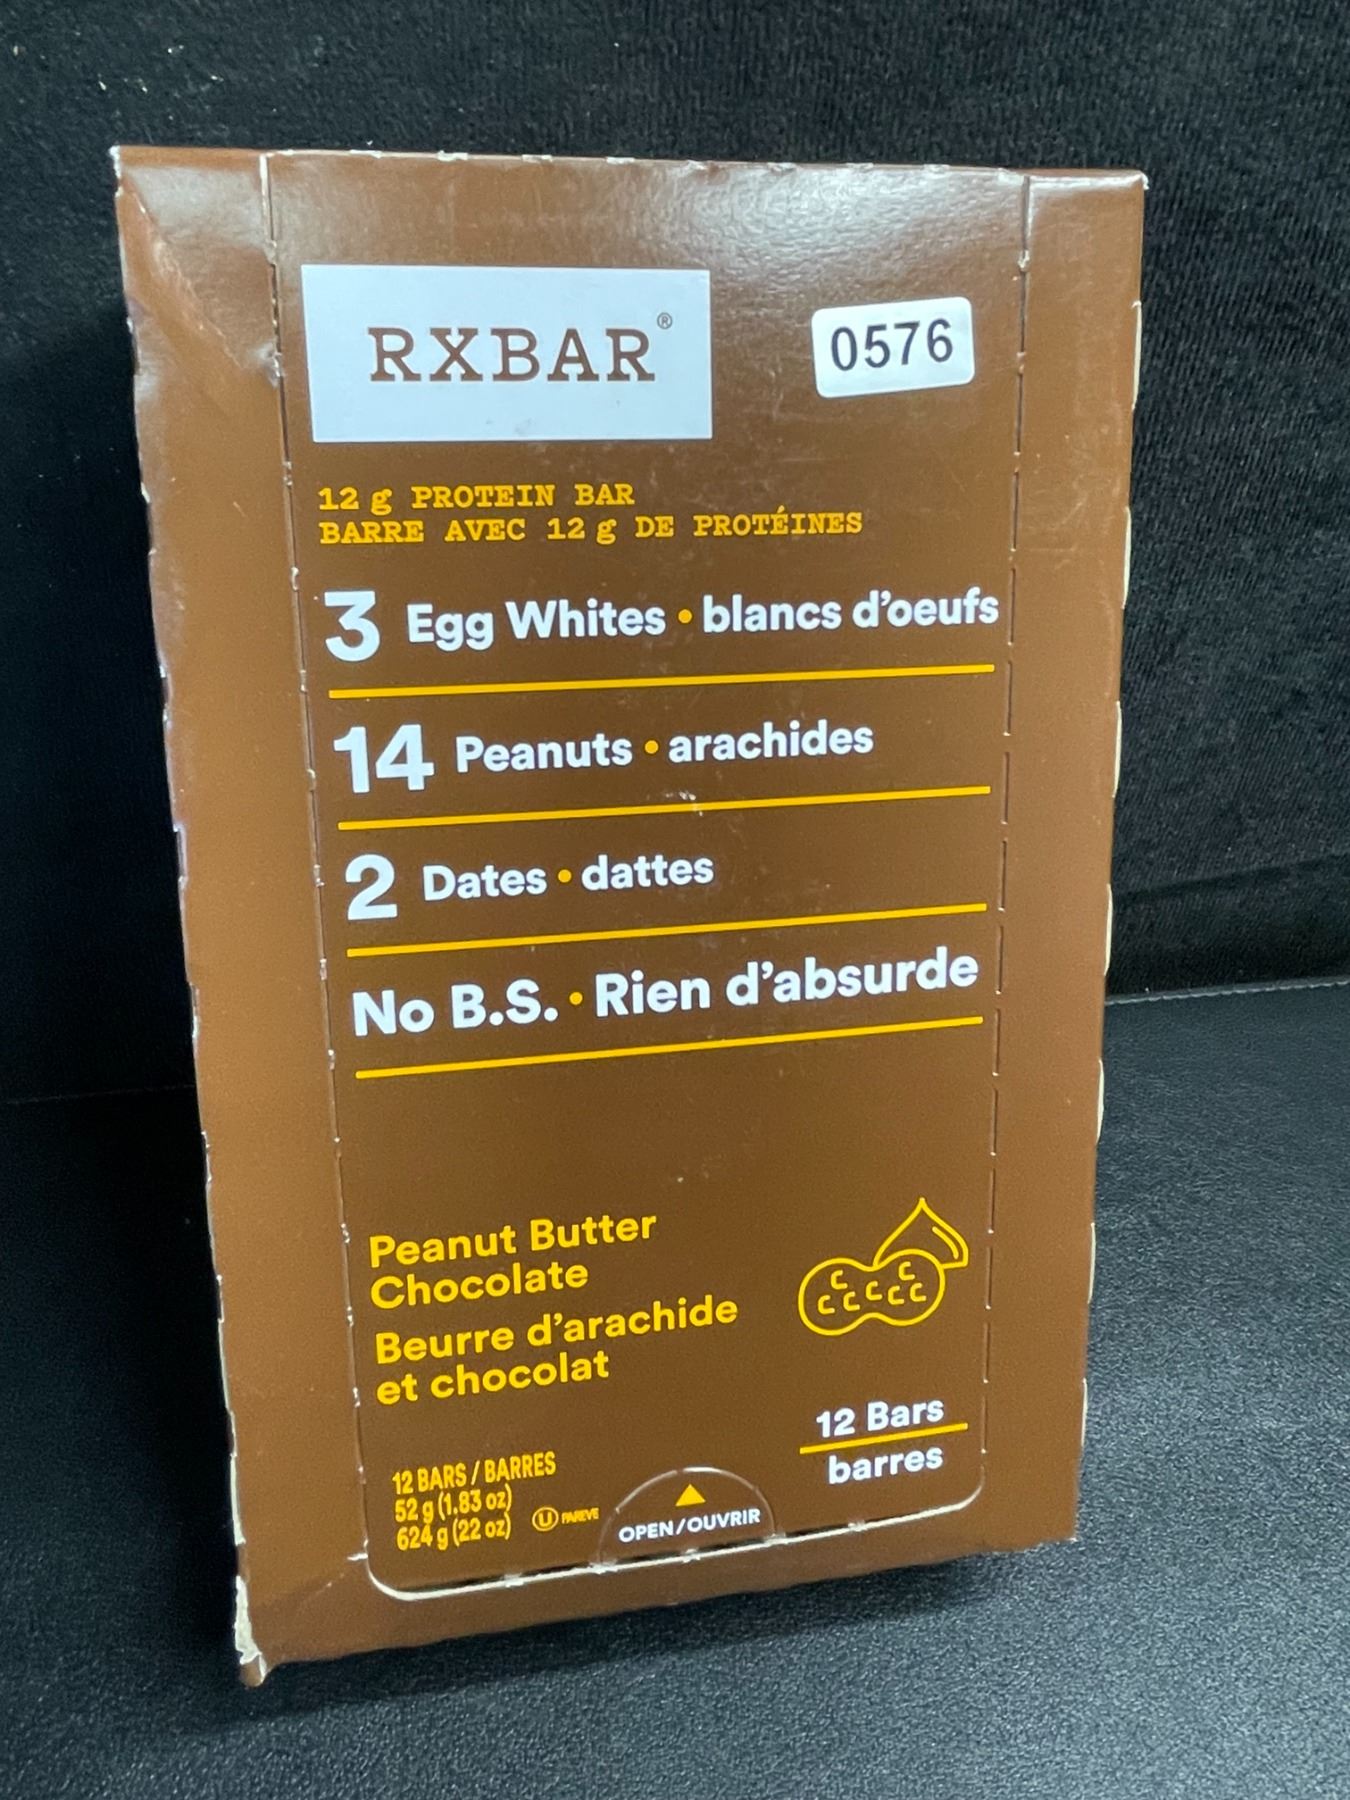 RXBAR®
0576
12 g PROTEIN BAR
BARRE AVEC 12 g DE PROTÉINES
3 Egg Whites • blancs d'oeufs
14 Peanuts • arachides
2 Dates • dattes
No B.S. • Rien d'absurde
Peanut Butter
Chocolate
Beurre d'arachide
et chocolat
12 Bars
barres
12 BARS / BARRES
52 g (1.83 oz)
624 g (22 oz)
U PAREVE
OPEN/OUVRIR